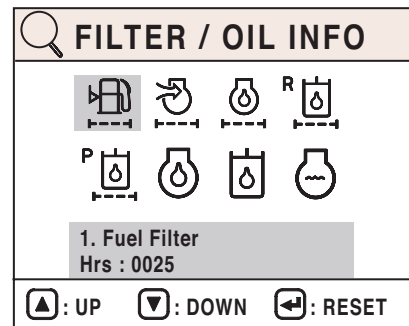 FILTER / OIL INFO
R
P
1. Fuel Filter
Hrs : 0025
: UP : DOWN : RESET